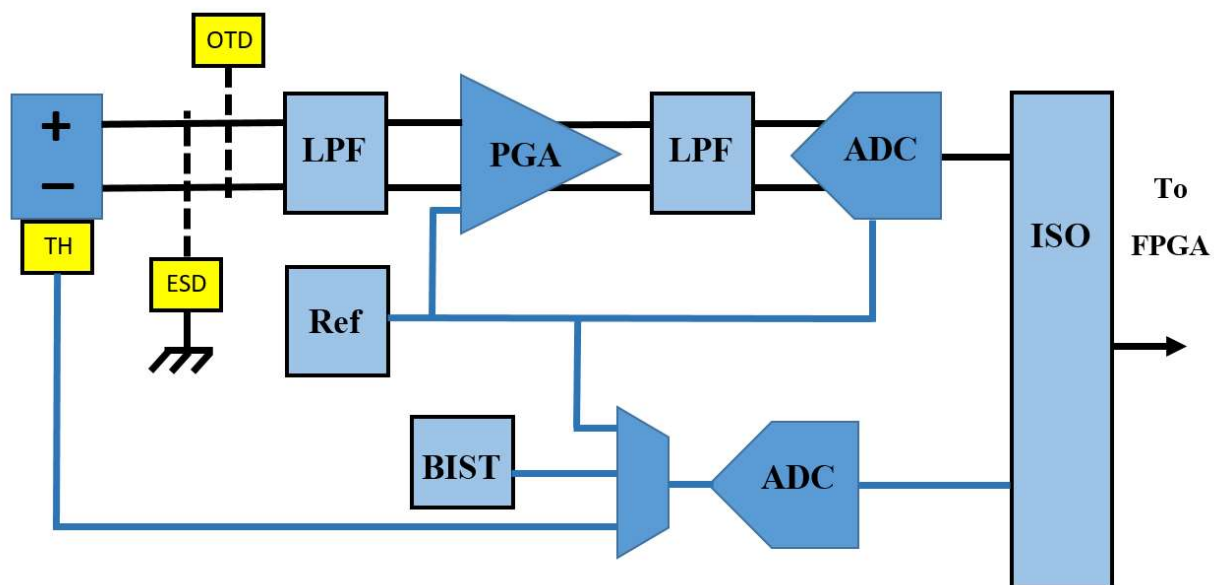 OTD
+
−
LPF
PGA
LPF
ADC
To
FPGA
ISO
TH
ESD
Ref
BIST
ADC